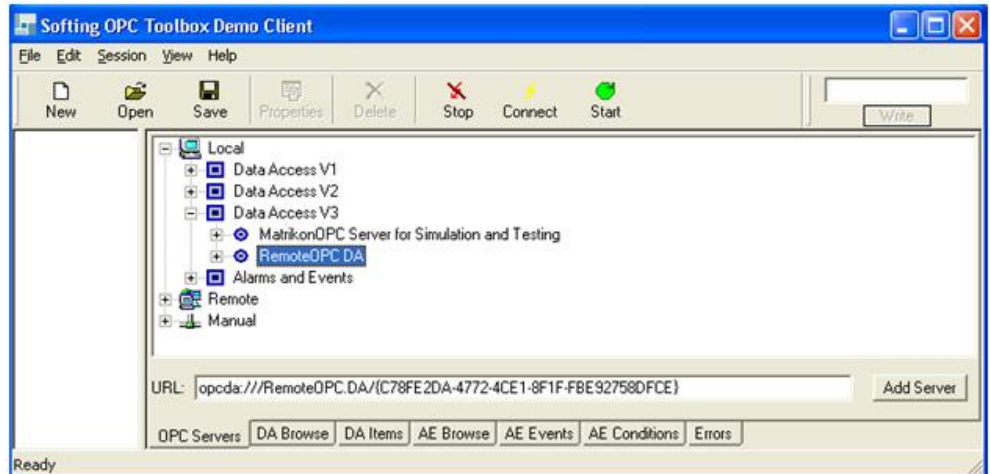 Softing OPC Toolbox Demo Client
File Edit Session View Help
New Open Save Properties Delete Stop Connect Start Write
Local
Data Access V1
Data Access V2
Data Access V3
MatrikonOPC Server for Simulation and Testing
RemoteOPC DA
Alarms and Events
Remote
Manual
URL: opcda:///RemoteOPC.DA/{C78FE2DA-4772-4CE1-8F1F-FBE92758DFCE} Add Server
OPC Servers DA Browse DA Items AE Browse AE Events AE Conditions Errors
Ready